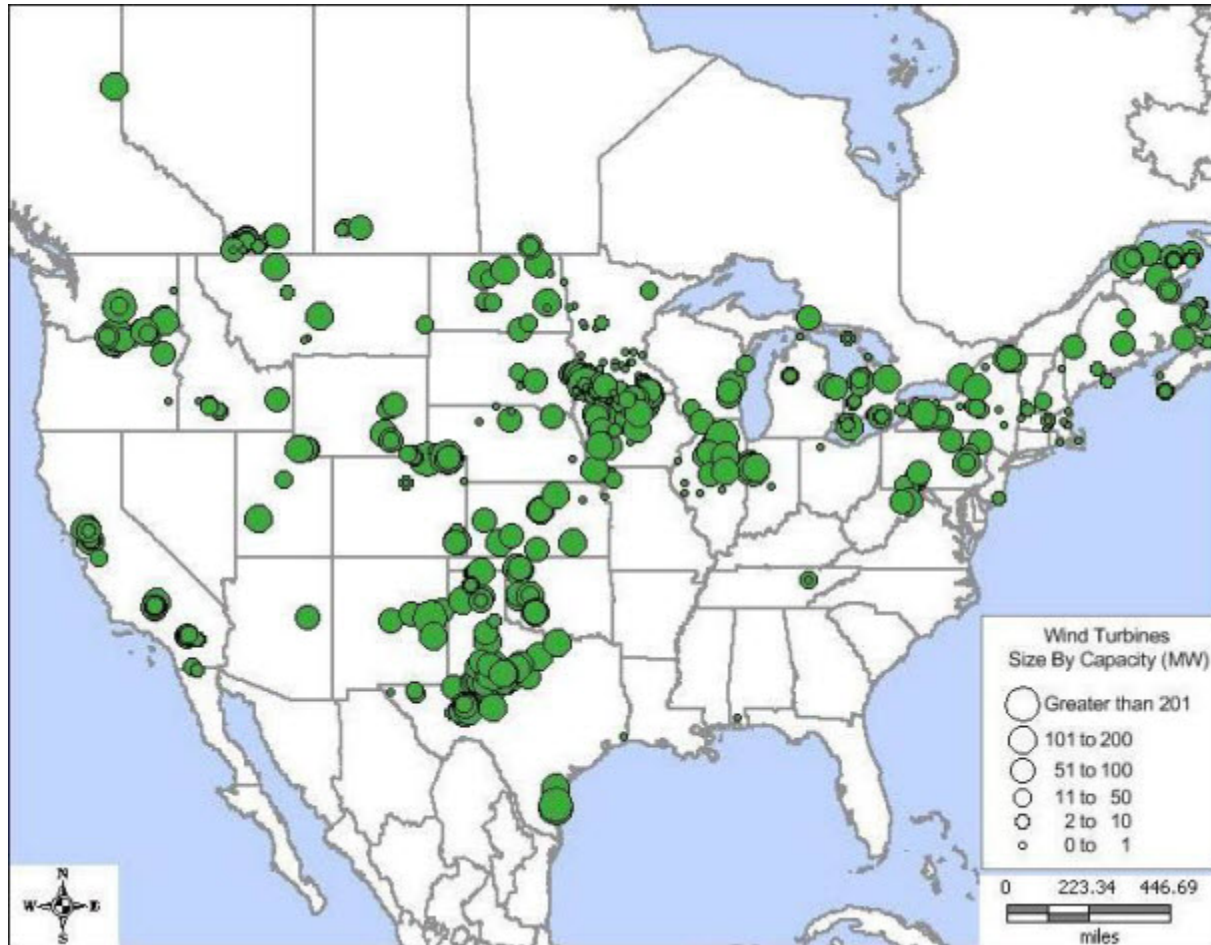 Wind Turbines
Size By Capacity (MW)
Greater than 201
101 to 200
51 to 100
11 to 50
2 to 10
0 to 1
N
W E
S
0 223.34 446.69
miles